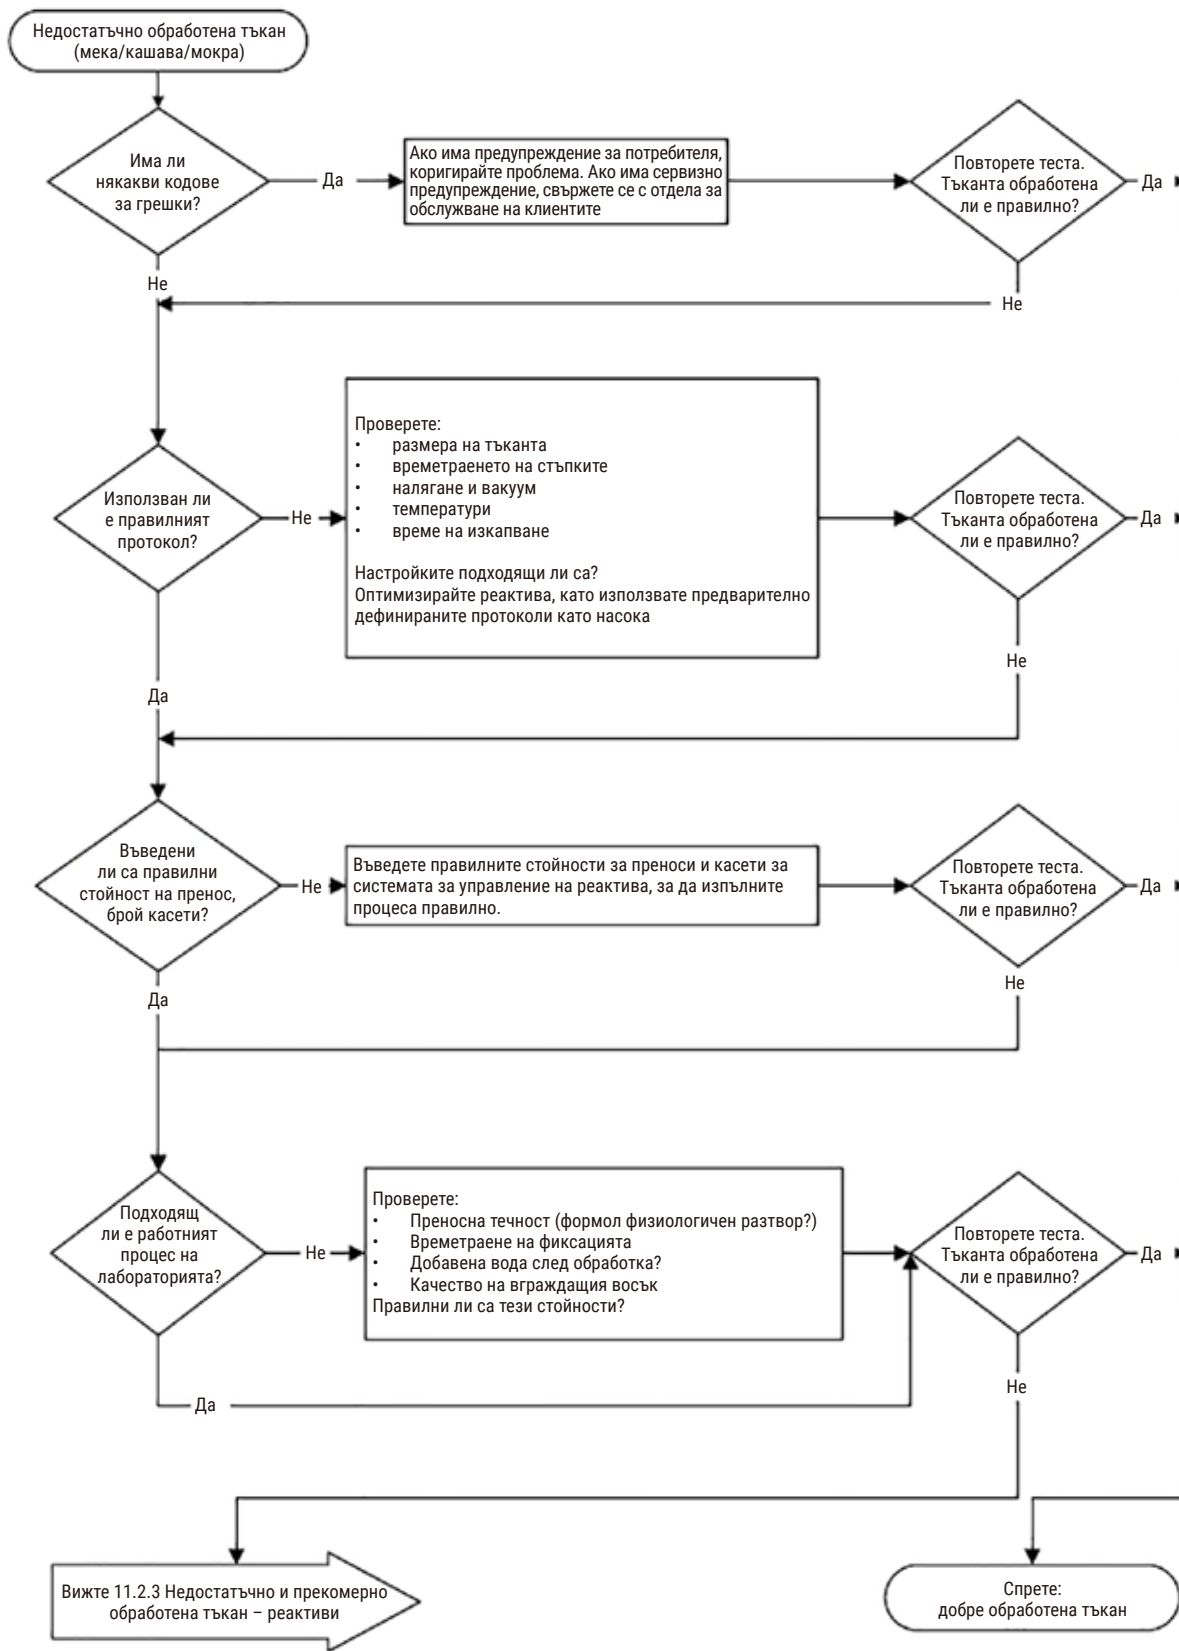 Недостатъчно обработена тъкан
(мека/кашава/мокра)
Има ли
някакви кодове
за грешки?
Да
Ако има предупреждение за потребителя,
коригирайте проблема. Ако има сервизно
предупреждение, свържете се с отдела за
обслужване на клиентите
Повторете теста.
Тъканта обработена
ли е правилно?
Да
Не
Не
Използван ли
е правилният
протокол?
Не
Проверете:
• размера на тъканта
• времетраенето на стъпките
• налягане и вакуум
• температури
• време на изкапване
Настройките подходящи ли са?
Оптимизирайте реактива, като използвате предварително
дефинираните протоколи като насока
Повторете теста.
Тъканта обработена
ли е правилно?
Да
Не
Да
Въведени
ли са правилни
стойност на пренос,
брой касети?
Не
Въведете правилните стойности за преноси и касети за
системата за управление на реактива, за да изпълните
процеса правилно.
Повторете теста.
Тъканта обработена
ли е правилно?
Да
Не
Да
Подходящ
ли е работният
процес на
лабораторията?
Не
Проверете:
• Преносна течност (формол физиологичен разтвор?)
• Времетраене на фиксацията
• Добавена вода след обработка?
• Качество на вграждащия восък
Правилни ли са тези стойности?
Повторете теста.
Тъканта обработена
ли е правилно?
Да
Не
Да
Вижте 11.2.3 Недостатъчно и прекомерно
обработена тъкан – реактиви
Спрете:
добре обработена тъкан